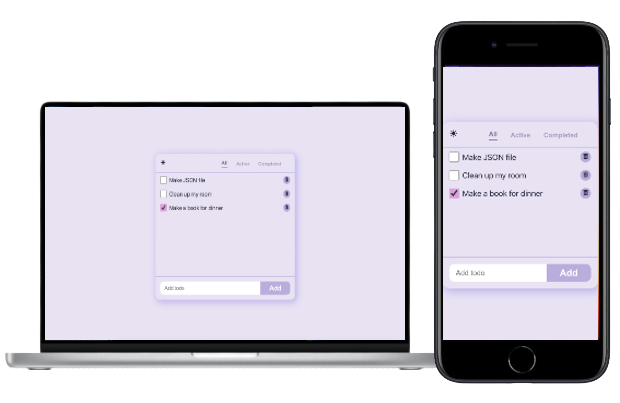 All Active Completed
Make JSON file
Clean up my room
Make a book for dinner
Add todo Add
All Active Completed
Make JSON file
Clean up my room
Make a book for dinner
Add todo Add